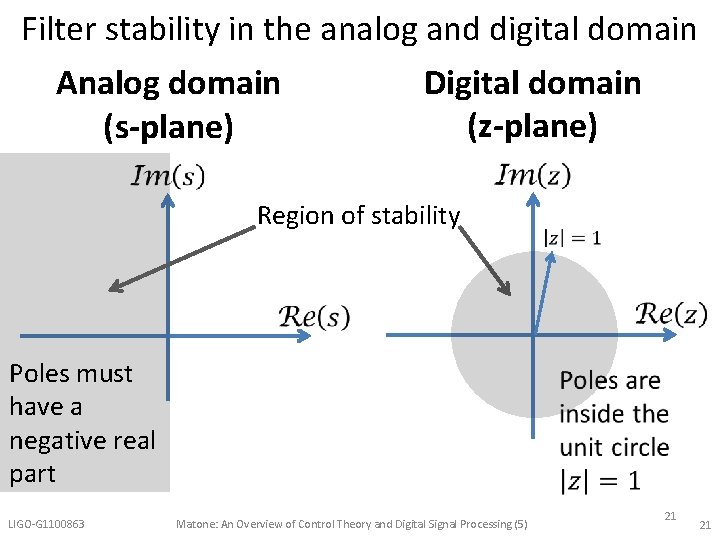 Filter stability in the analog and digital domain
Analog domain
(s-plane)
Digital domain
(z-plane)
Im(s)
Im(z)
Region of stability
|z| = 1
Re(s)
Re(z)
Poles must
have a
negative real
part
Poles are
inside the
unit circle
|z| = 1
LIGO-G1100863
Matone: An Overview of Control Theory and Digital Signal Processing (5)
21
21